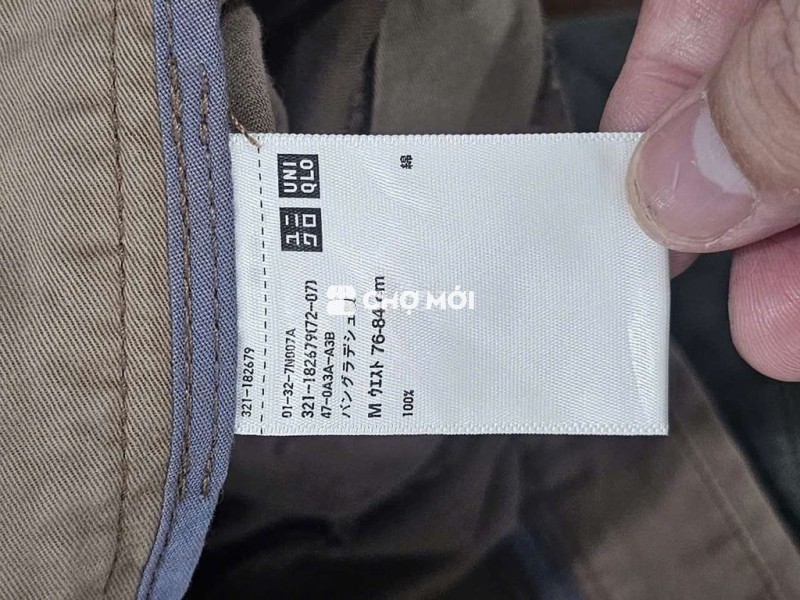 321-182679
UNI
QLO
ユニ
クロ
01-32-7N007A
321-182679(72-07)
47-0A3A-A3B
バングラデシュ
M ウエスト 76-84 m
100%
綿
CHỢ MỚI